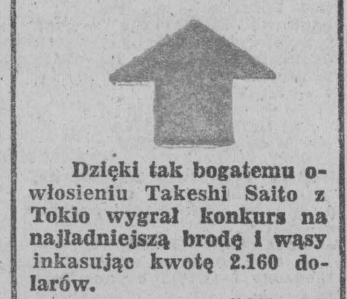 Dzięki tak bogatemu o-
włosieniu Takeshi Saito z
Tokio wygrał konkurs na
najładniejszą brodę i wąsy
inkasując kwotę 2.160 do-
larów.